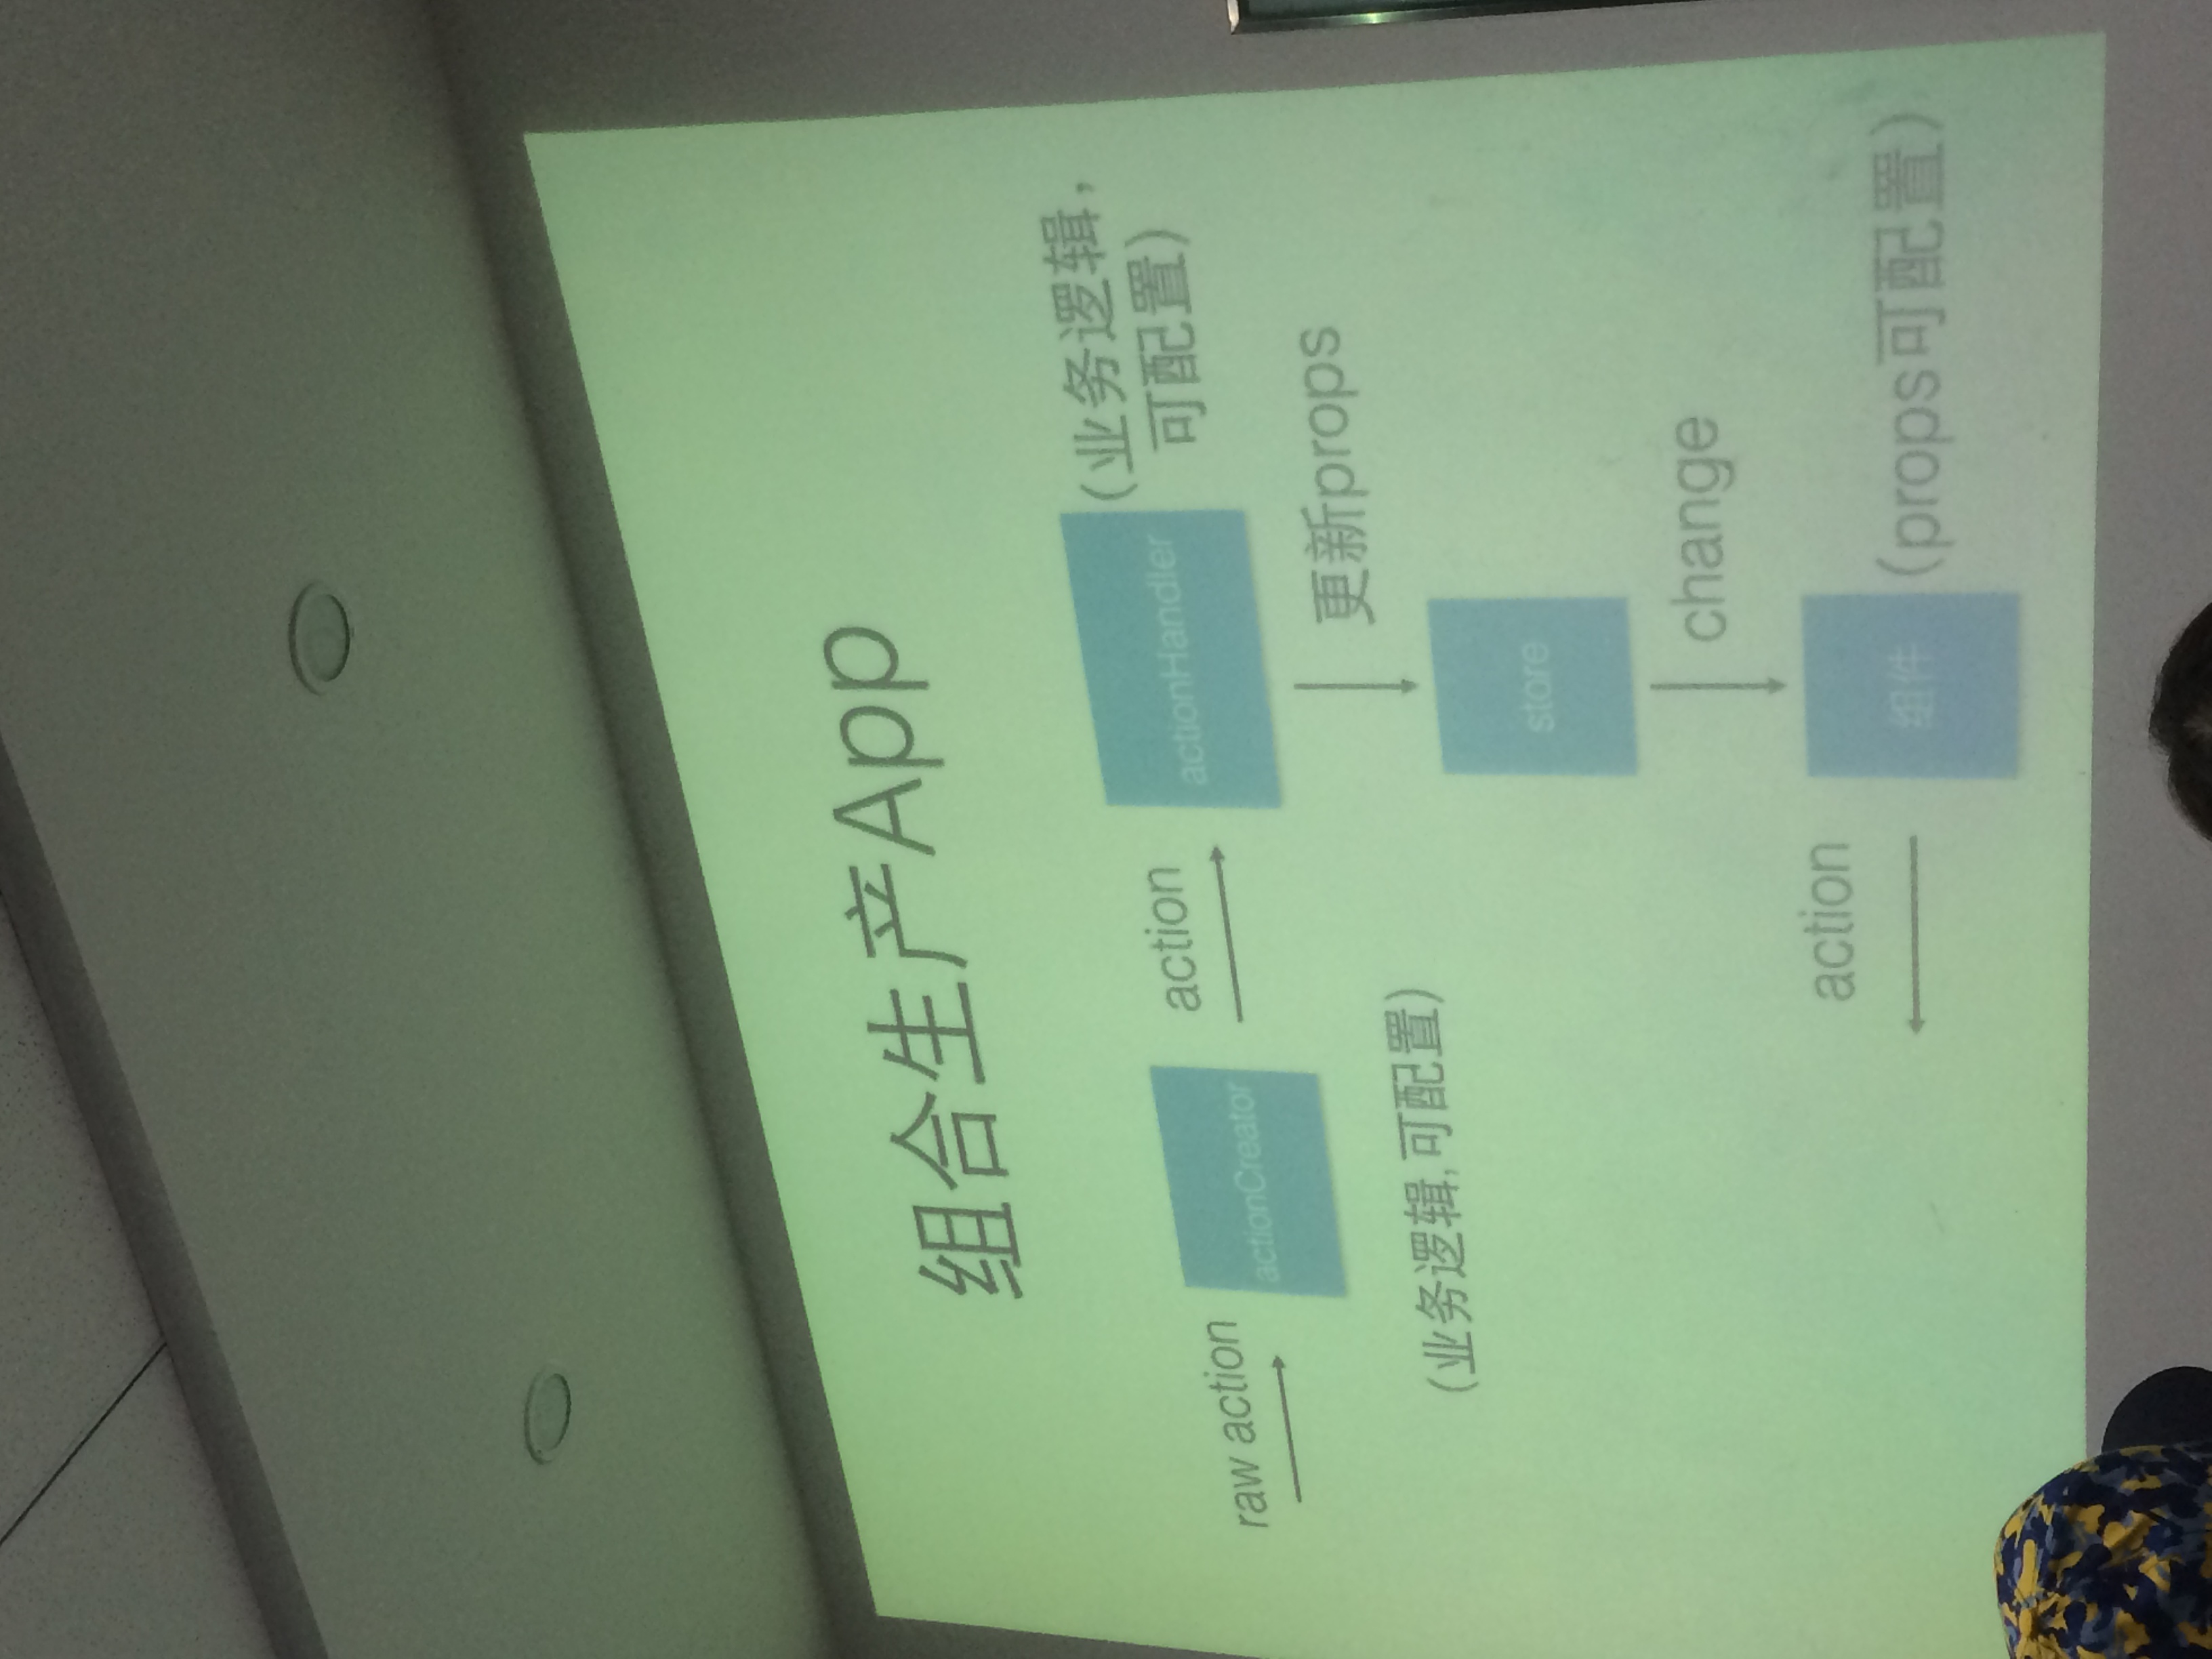 组合生产App
raw action
actionCreator
(业务逻辑,可配置)
action
actionHandler
(业务逻辑,
可配置)
更新props
store
change
组件
(props可配置)
action